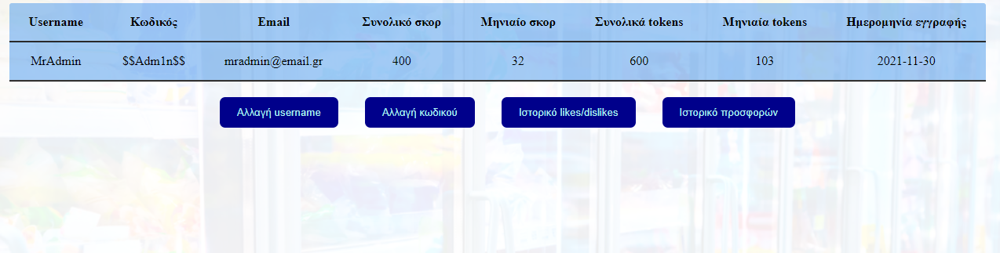 Username Κωδικός Email Συνολικό σκορ Μηνιαίο σκορ Συνολικά tokens Μηνιαία tokens Ημερομηνία εγγραφής
MrAdmin $$Adm1n$$ mradmin@email.gr 400 32 600 103 2021-11-30
Αλλαγή username Αλλαγή κωδικού Ιστορικό likes/dislikes Ιστορικό προσφορών